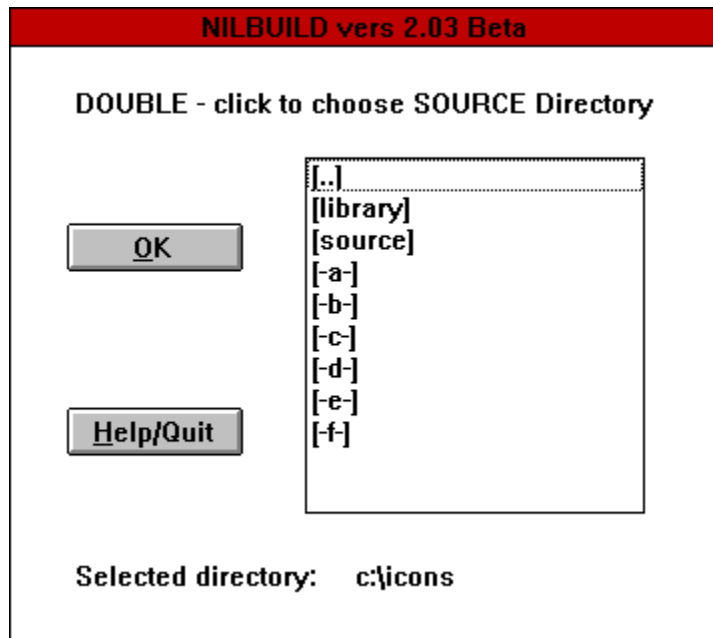 NILBUILD vers 2.03 Beta
DOUBLE - click to choose SOURCE Directory
[..]
[library]
[source]
[-a-]
[-b-]
[-c-]
[-d-]
[-e-]
[-f-]
OK
Help/Quit
Selected directory: c:\icons